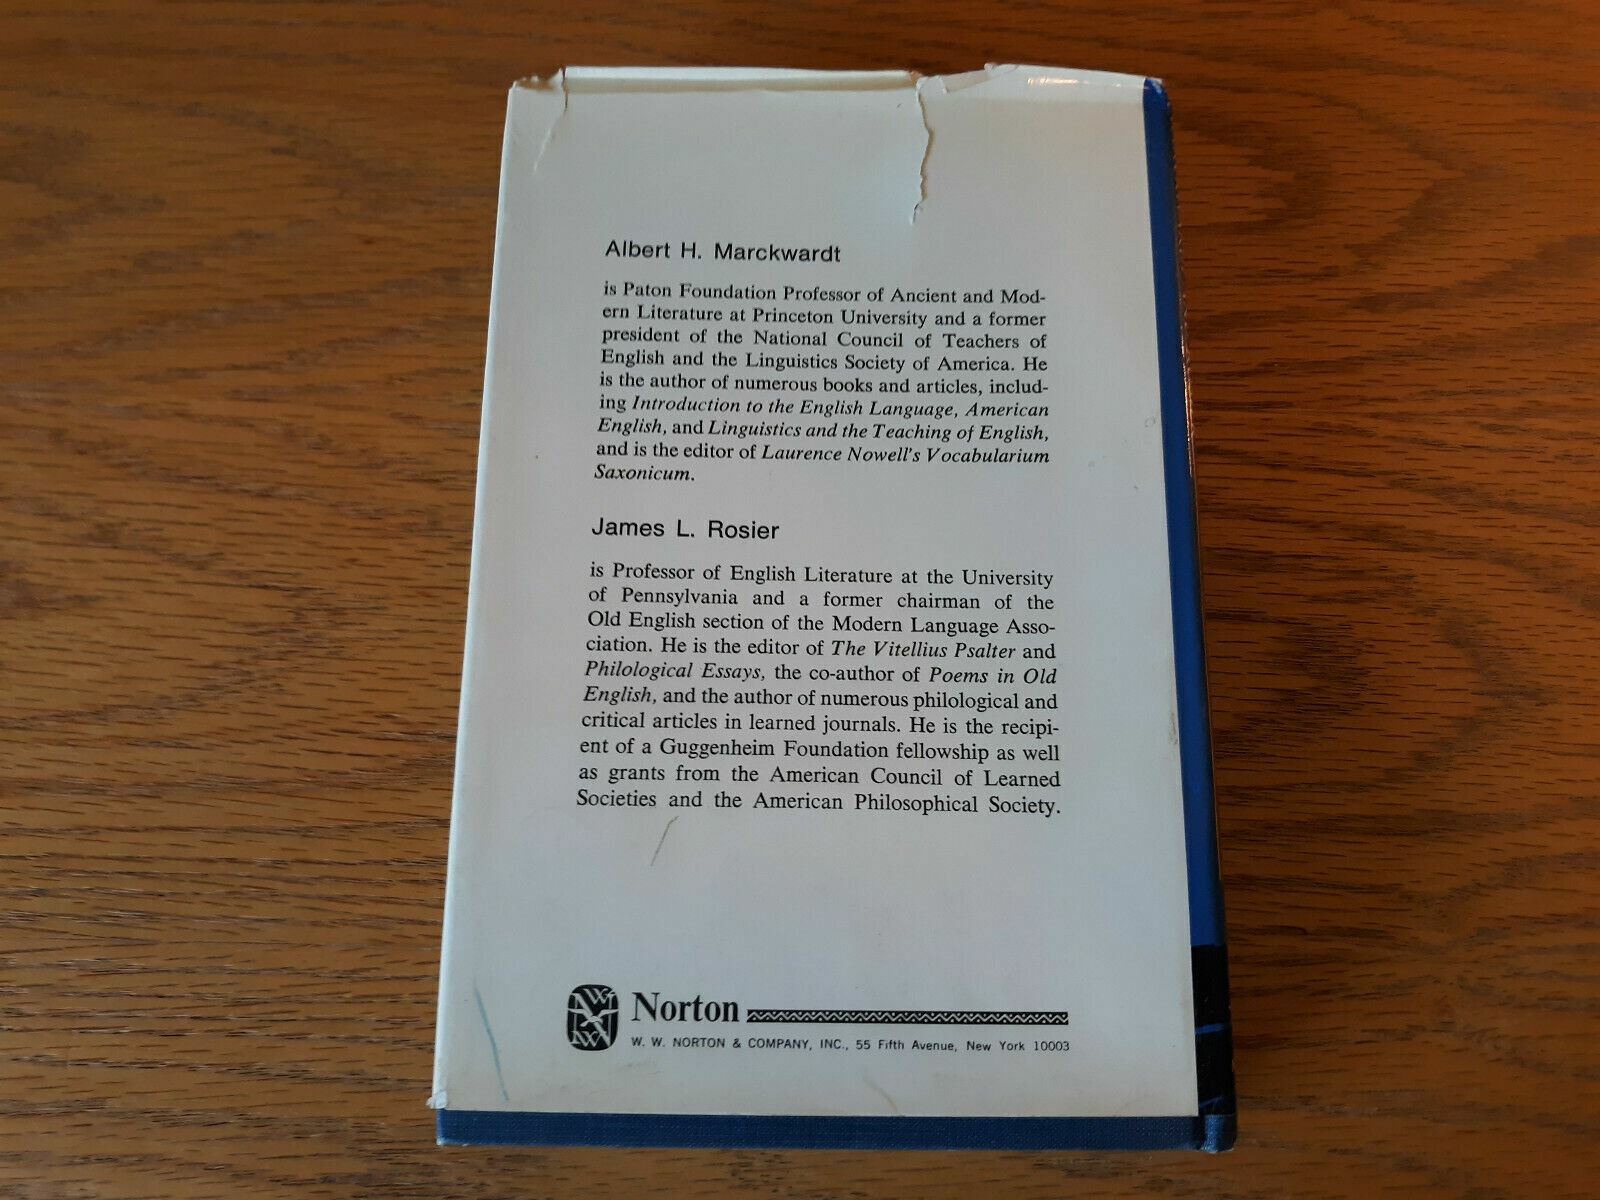 Albert H. Marckwardt
is Paton Foundation Professor of Ancient and Mod-
ern Literature at Princeton University and a former
president of the National Council of Teachers of
English and the Linguistics Society of America. He
is the author of numerous books and articles, includ-
ing Introduction to the English Language, American
English, and Linguistics and the Teaching of English,
and is the editor of Laurence Nowell's Vocabularium
Saxonicum.
James L. Rosier
is Professor of English Literature at the University
of Pennsylvania and a former chairman of the
Old English section of the Modern Language Asso-
ciation. He is the editor of The Vitellius Psalter and
Philological Essays, the co-author of Poems in Old
English, and the author of numerous philological and
critical articles in learned journals. He is the recipi-
ent of a Guggenheim Foundation fellowship as well
as grants from the American Council of Learned
Societies and the American Philosophical Society.
Norton
W. W. NORTON & COMPANY, INC., 55 Fifth Avenue, New York 10003